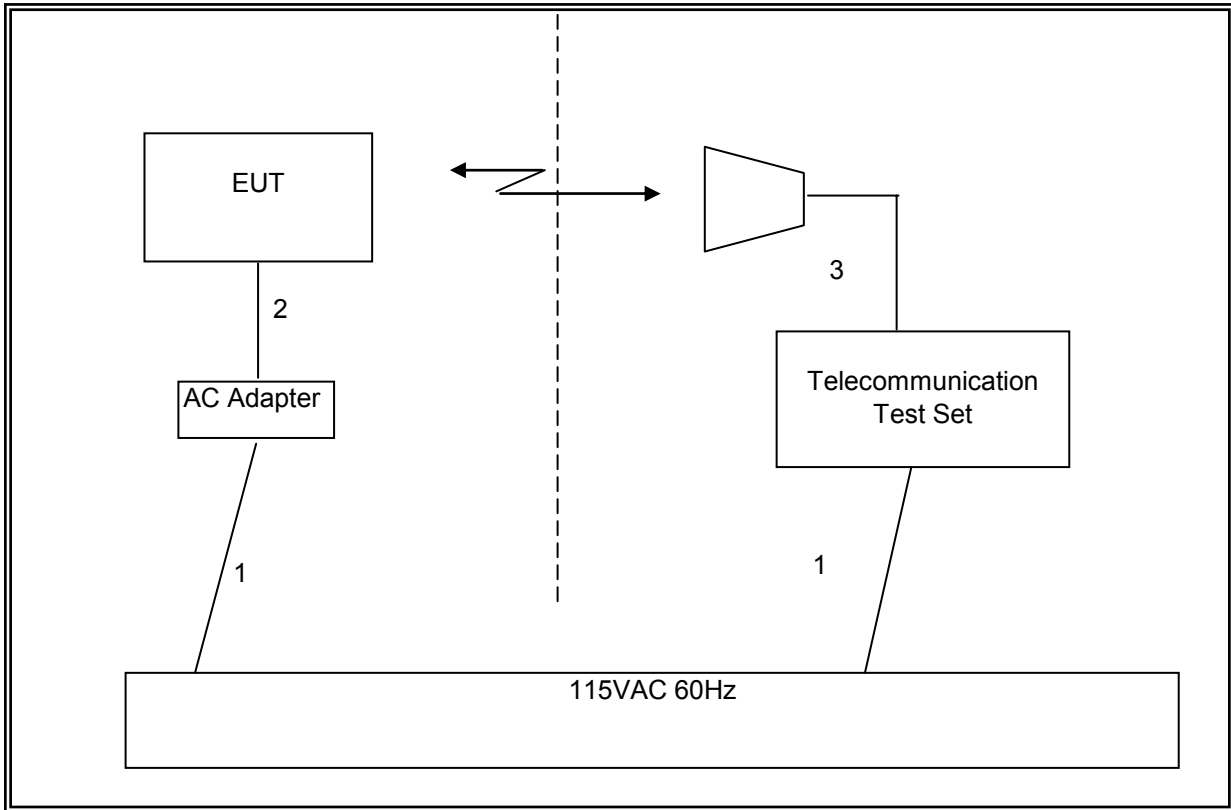 EUT
3
2
Telecommunication
Test Set
AC Adapter
1
1
115VAC 60Hz